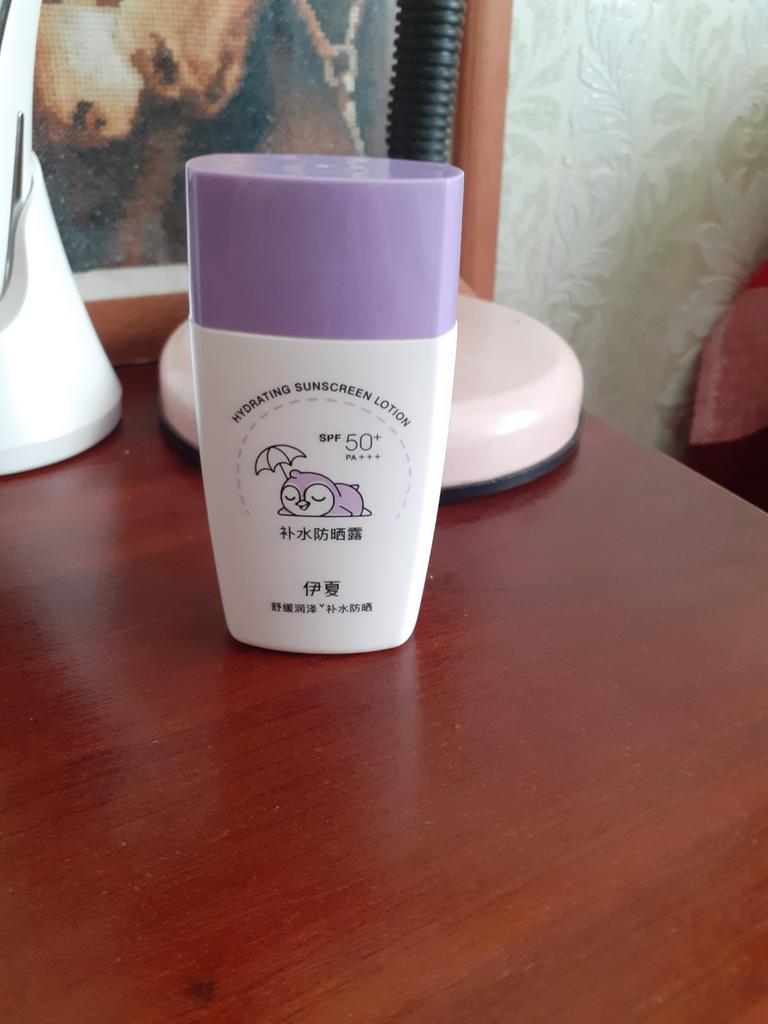 HYDRATING SUNSCREEN LOTION
SPF 50+
PA+++
补水防晒露
伊夏
舒缓润泽˅补水防晒